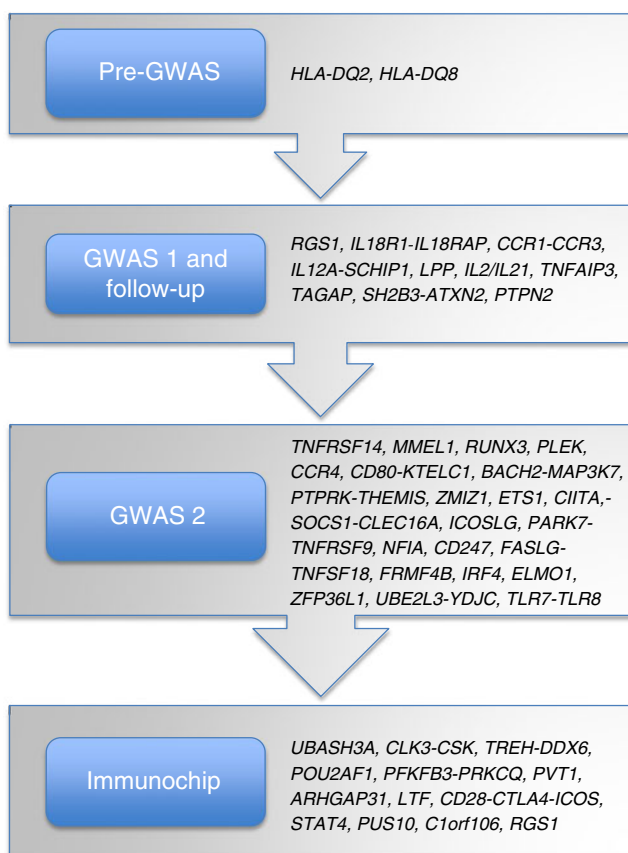 Pre-GWAS
HLA-DQ2, HLA-DQ8
GWAS 1 and
follow-up
RGS1, IL18R1-IL18RAP, CCR1-CCR3,
IL12A-SCHIP1, LPP, IL2/IL21, TNFAIP3,
TAGAP, SH2B3-ATXN2, PTPN2
GWAS 2
TNFRSF14, MMEL1, RUNX3, PLEK,
CCR4, CD80-KTELC1, BACH2-MAP3K7,
PTPRK-THEMIS, ZMIZ1, ETS1, CIITA,-
SOCS1-CLEC16A, ICOSLG, PARK7-
TNFRSF9, NFIA, CD247, FASLG-
TNFSF18, FRMF4B, IRF4, ELMO1,
ZFP36L1, UBE2L3-YDJC, TLR7-TLR8
Immunochip
UBASH3A, CLK3-CSK, TREH-DDX6,
POU2AF1, PFKFB3-PRKCQ, PVT1,
ARHGAP31, LTF, CD28-CTLA4-ICOS,
STAT4, PUS10, C1orf106, RGS1